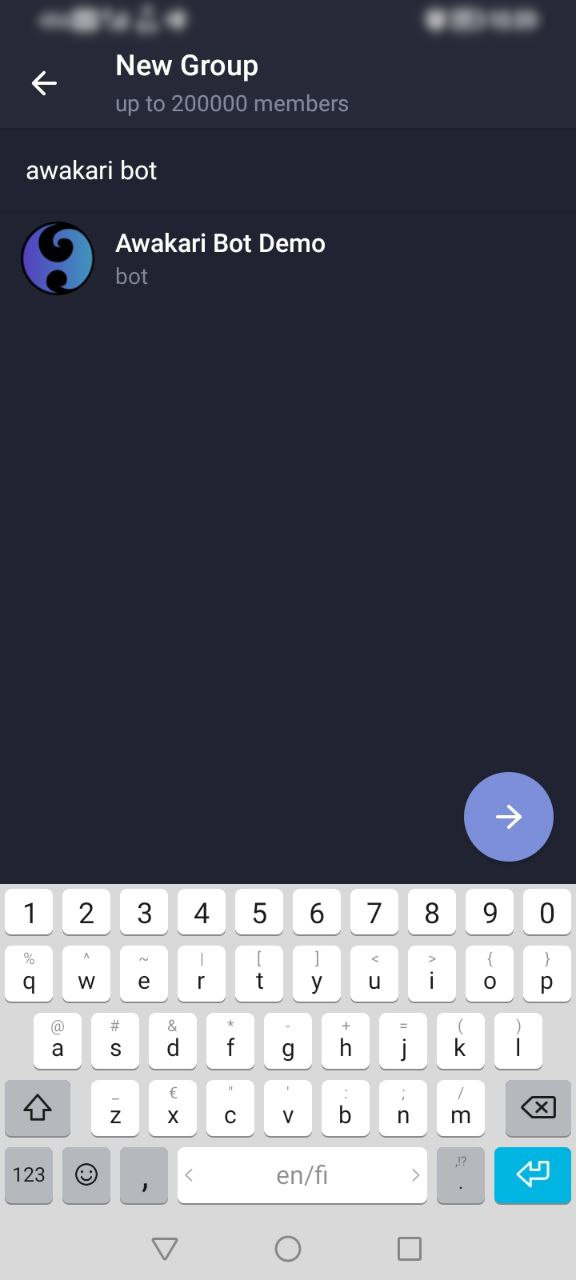 New Group
up to 200000 members
awakari bot
Awakari Bot Demo
bot
1 2 3 4 5 6 7 8 9 0
% ^ ~ | [ ] < > { }
q w e r t y u i o p
@ # & * - + = ( )
a s d f g h j k l
_ € " ' : ; /
z x c v b n m
,!?
123 , en/fi .